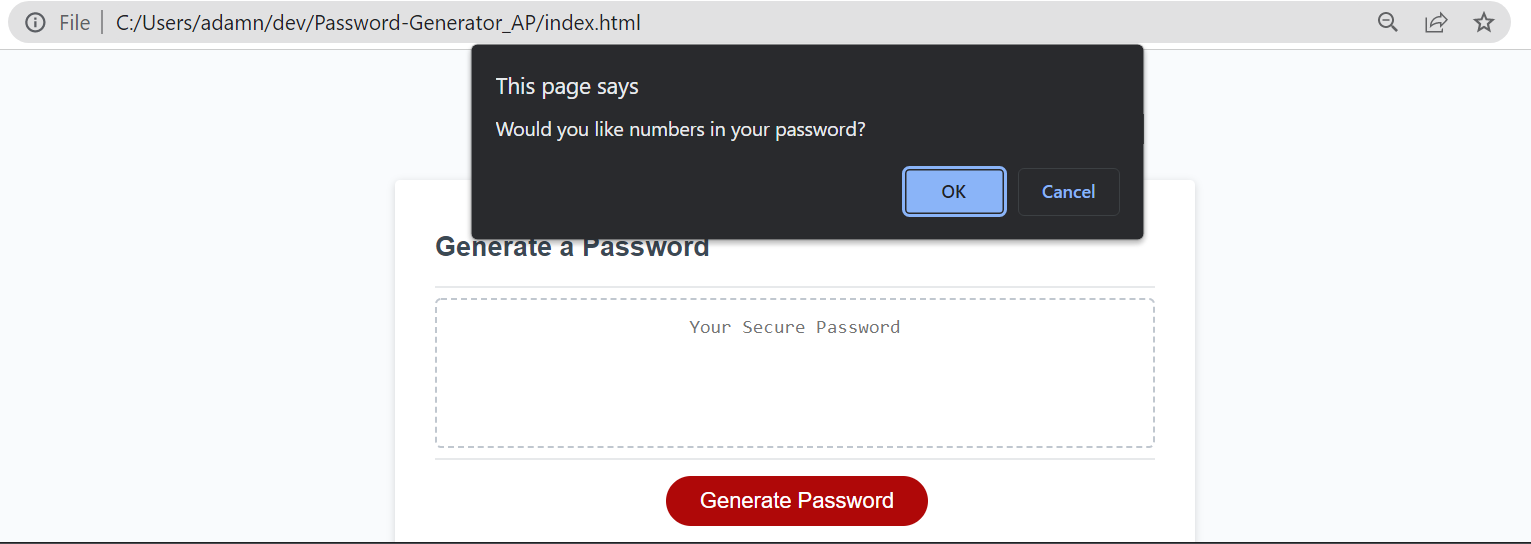 File C:/Users/adamn/dev/Password-Generator_AP/index.html
This page says
Would you like numbers in your password?
OK Cancel
Generate a Password
Your Secure Password
Generate Password